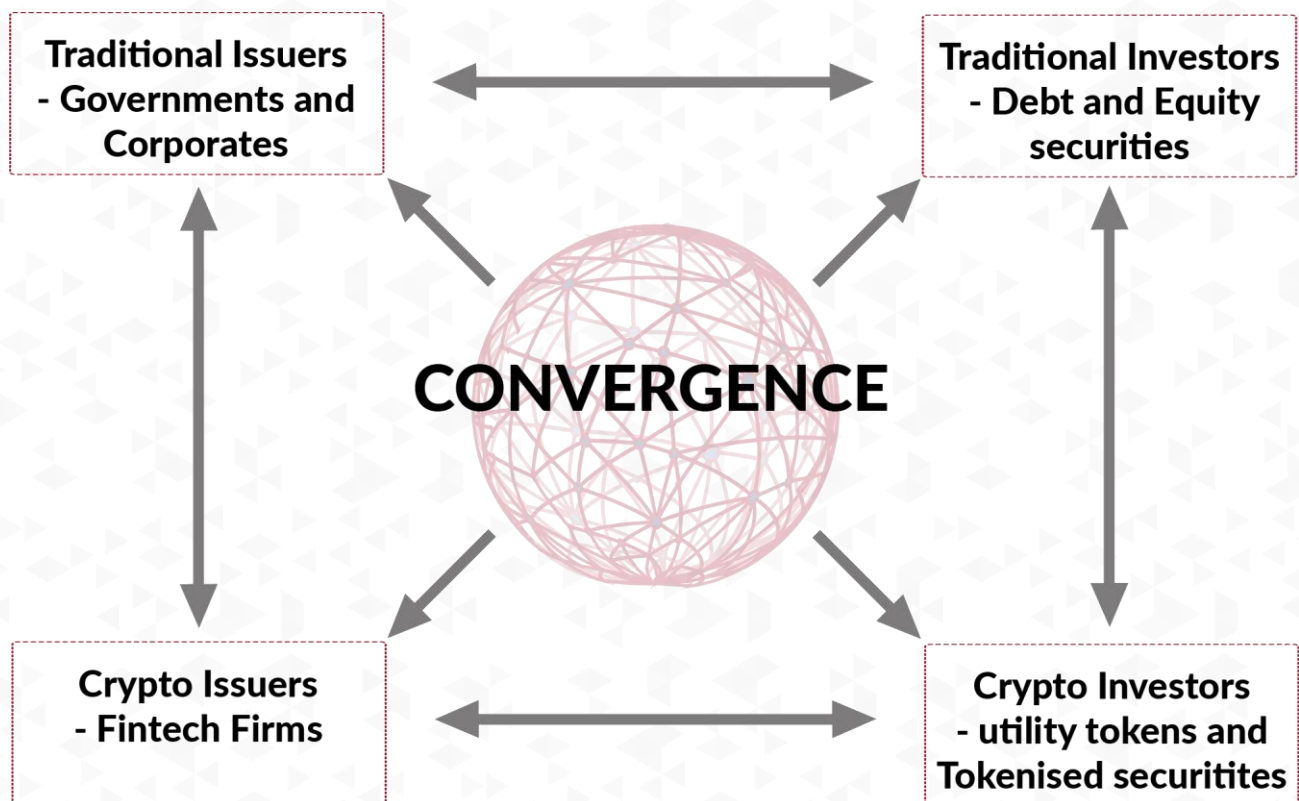 Traditional Issuers
- Governments and
Corporates
Traditional Investors
- Debt and Equity
securities
CONVERGENCE
Crypto Issuers
- Fintech Firms
Crypto Investors
- utility tokens and
Tokenised securitites